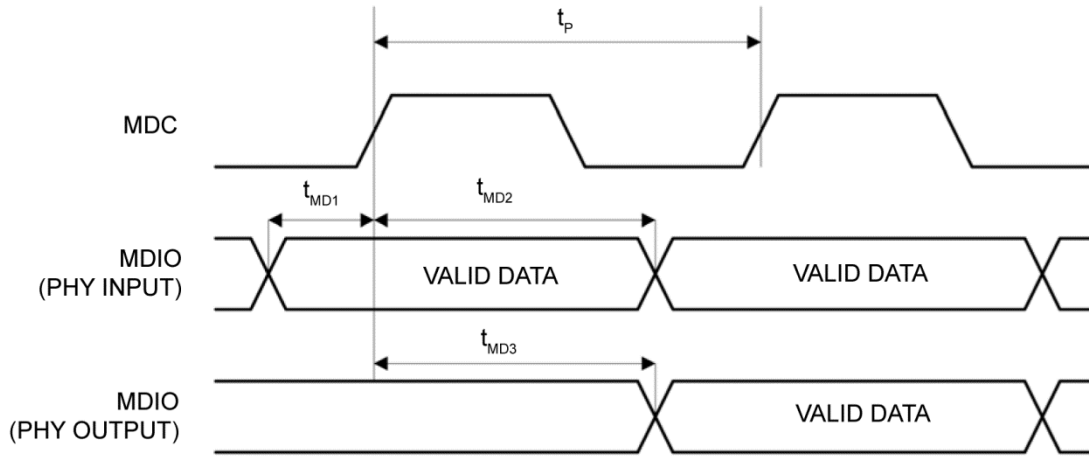 tP
MDC
tMD1
tMD2
MDIO
(PHY INPUT)
VALID DATA
VALID DATA
tMD3
MDIO
(PHY OUTPUT)
VALID DATA